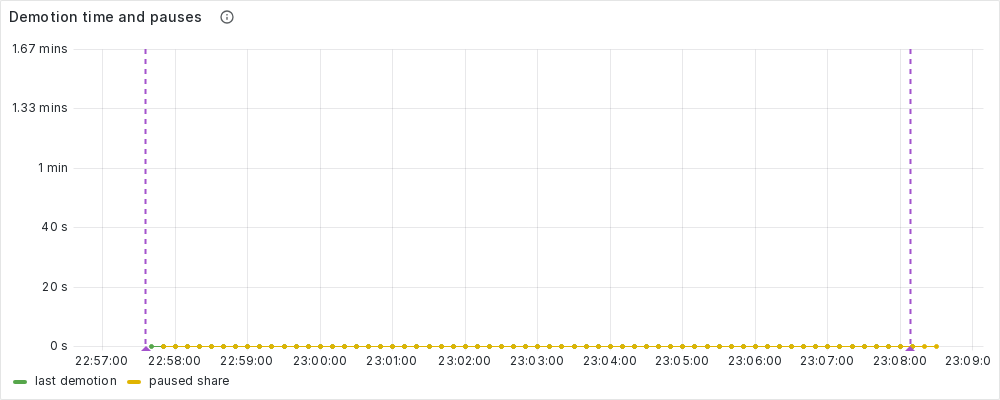 Demotion time and pauses
1.67 mins
1.33 mins
1 min
40 s
20 s
0 s
22:57:00 22:58:00 22:59:00 23:00:00 23:01:00 23:02:00 23:03:00 23:04:00 23:05:00 23:06:00 23:07:00 23:08:00 23:09:0
last demotion paused share